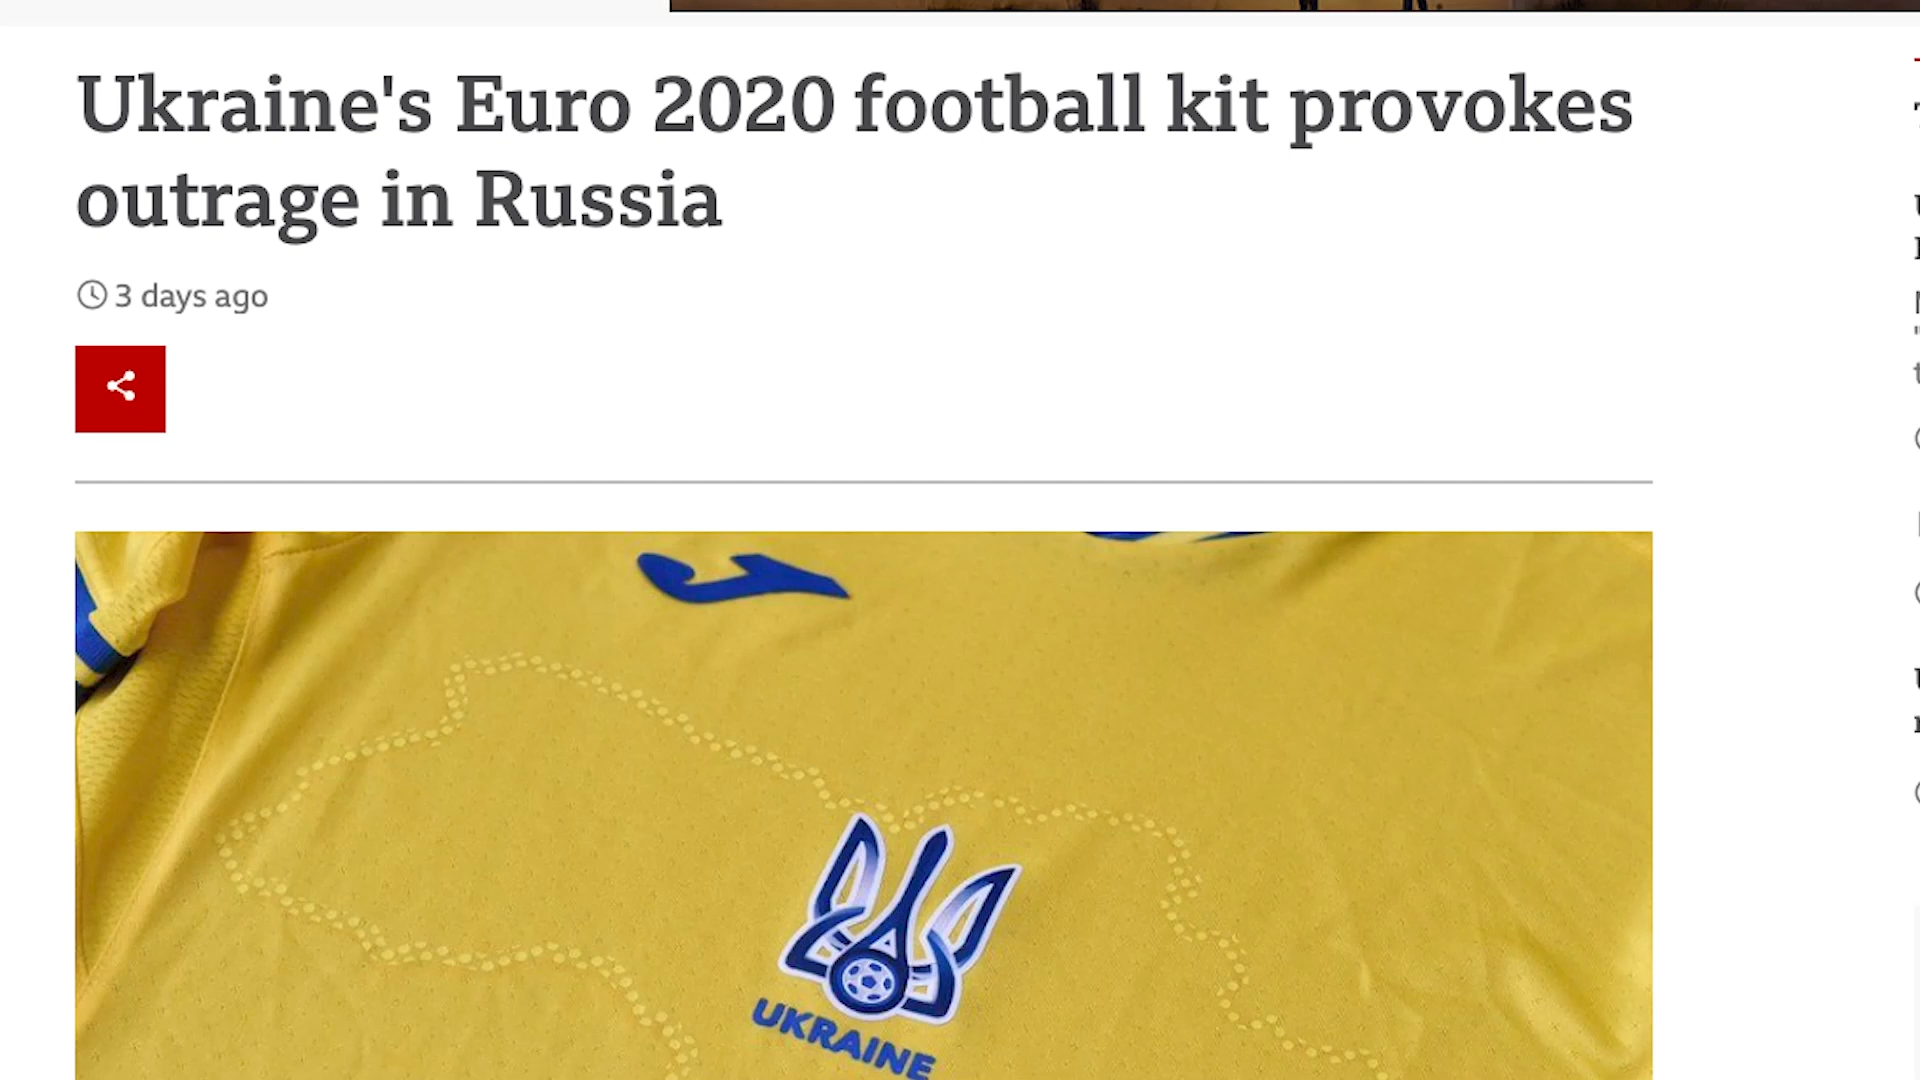 Ukraine's Euro 2020 football kit provokes
outrage in Russia
3 days ago
UKRAINE